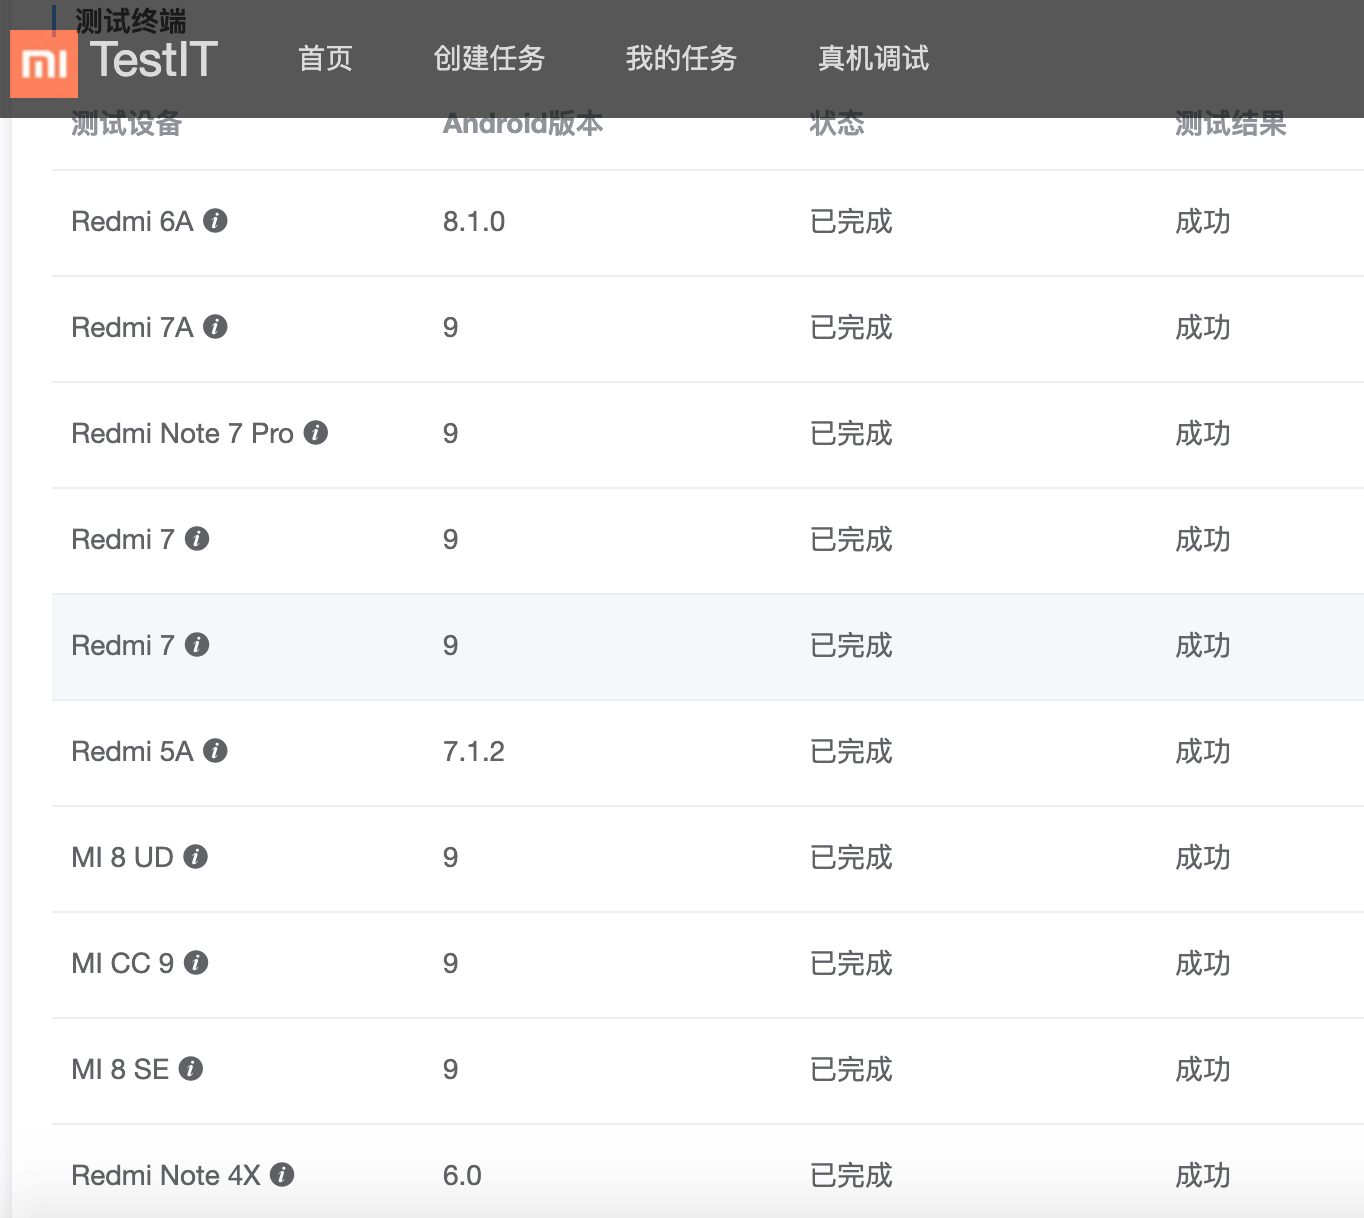 测试终端
mi TestIT 首页 创建任务 我的任务 真机调试
测试设备 Android版本 状态 测试结果
Redmi 6A i 8.1.0 已完成 成功
Redmi 7A i 9 已完成 成功
Redmi Note 7 Pro i 9 已完成 成功
Redmi 7 i 9 已完成 成功
Redmi 7 i 9 已完成 成功
Redmi 5A i 7.1.2 已完成 成功
MI 8 UD i 9 已完成 成功
MI CC 9 i 9 已完成 成功
MI 8 SE i 9 已完成 成功
Redmi Note 4X i 6.0 已完成 成功